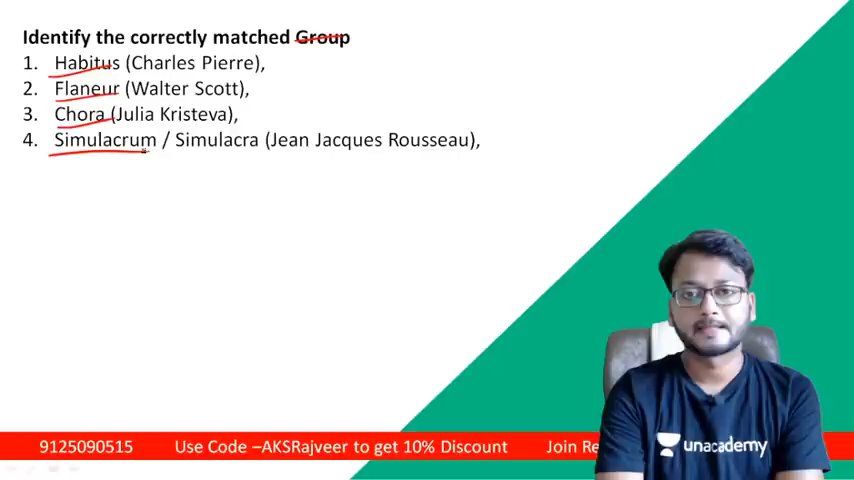 Identify the correctly matched Group
1. Habitus (Charles Pierre),
2. Flaneur (Walter Scott),
3. Chora (Julia Kristeva),
4. Simulacrum / Simulacra (Jean Jacques Rousseau),
unacademy
9125090515 Use Code –AKSRajveer to get 10% Discount Join